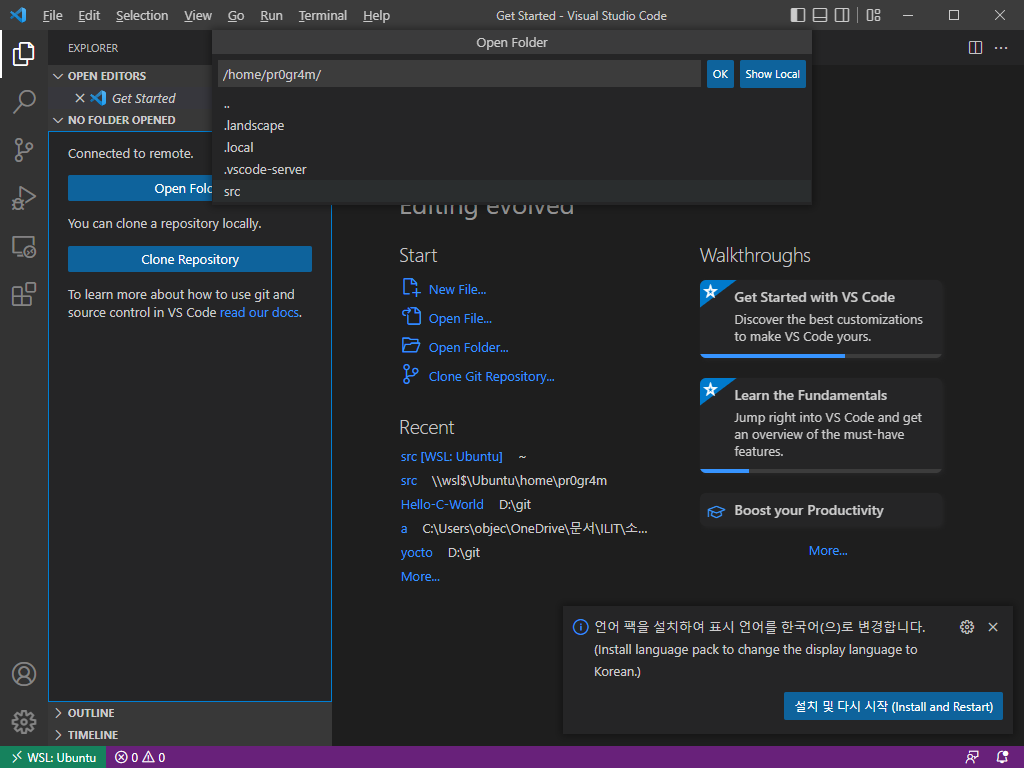 File Edit Selection View Go Run Terminal Help
Get Started - Visual Studio Code
EXPLORER
OPEN EDITORS
Get Started
NO FOLDER OPENED
Connected to remote.
Open Fold
You can clone a repository locally.
Clone Repository
To learn more about how to use git and
source control in VS Code read our docs.
OUTLINE
TIMELINE
Open Folder
/home/pr0gr4m/
OK
Show Local
..
.landscape
.local
.vscode-server
src
Editing evolved
Start
New File...
Open File...
Open Folder...
Clone Git Repository...
Recent
src [WSL: Ubuntu] ~
src \\wsl$\Ubuntu\home\pr0gr4m
Hello-C-World D:\git
a C:\Users\objec\OneDrive\문서\ILIT\소...
yocto D:\git
More...
Walkthroughs
Get Started with VS Code
Discover the best customizations
to make VS Code yours.
Learn the Fundamentals
Jump right into VS Code and get
an overview of the must-have
features.
Boost your Productivity
More...
언어 팩을 설치하여 표시 언어를 한국어(으)로 변경합니다.
(Install language pack to change the display language to
Korean.)
설치 및 다시 시작 (Install and Restart)
WSL: Ubuntu
0 0